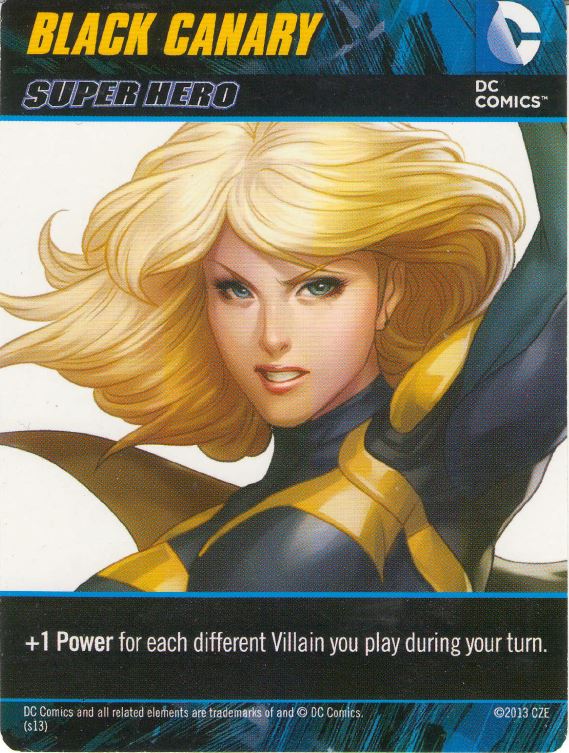 BLACK CANARY
SUPER HERO
DC
COMICS™
+1 Power for each different Villain you play during your turn.
DC Comics and all related elements are trademarks of and © DC Comics.
(s13)
©2013 CZE